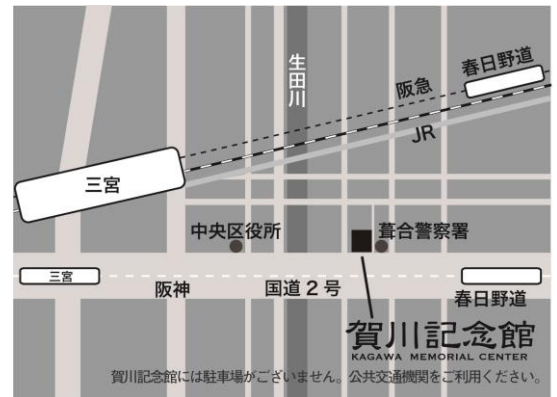 生田川
春日野道
阪急
JR
三宮
中央区役所
葺合警察署
三宮
阪神
国道2号
春日野道
賀川記念館
KAGAWA MEMORIAL CENTER
賀川記念館には駐車場がございません。公共交通機関をご利用ください。